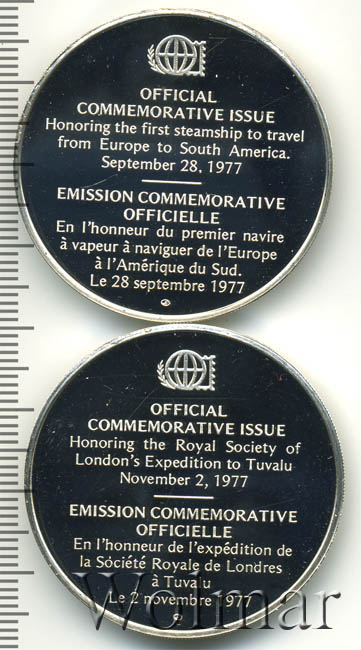 OFFICIAL
COMMEMORATIVE ISSUE
Honoring the first steamship to travel
from Europe to South America.
September 28, 1977
EMISSION COMMEMORATIVE
OFFICIELLE
En l'honneur du premier navire
à vapeur à naviguer de l'Europe
à l'Amérique du Sud.
Le 28 septembre 1977
OFFICIAL
COMMEMORATIVE ISSUE
Honoring the Royal Society of
London's Expedition to Tuvalu
November 2, 1977
EMISSION COMMEMORATIVE
OFFICIELLE
En l'honneur de l'expédition de
la Société Royale de Londres
à Tuvalu
Le 2 novembre 1977
Wolmar